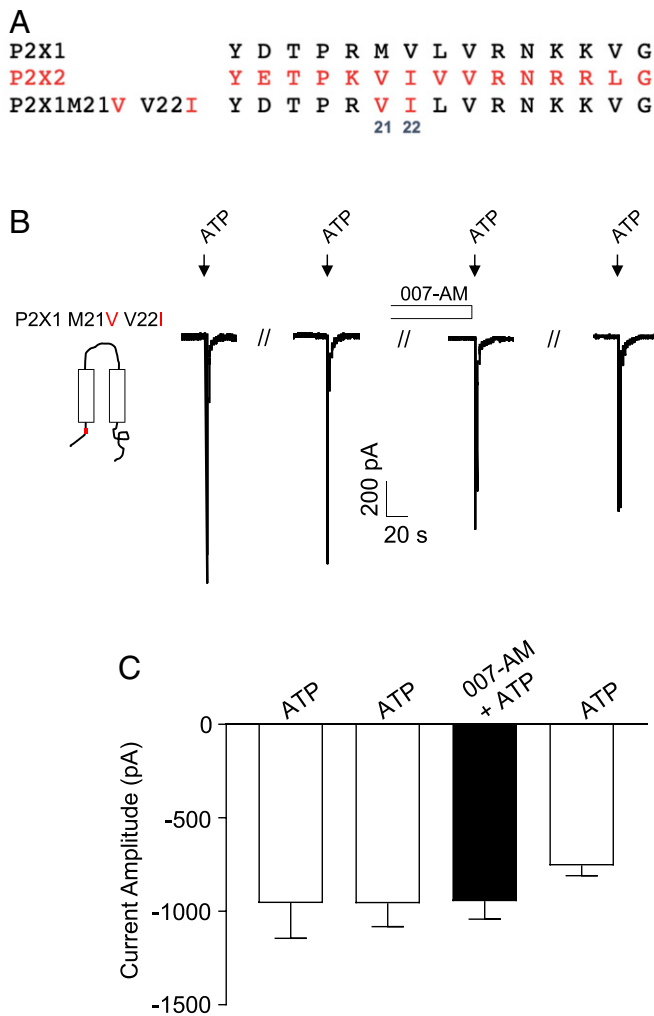 A
P2X1 Y D T P R M V L V R N K K V G
P2X2 Y E T P K V I V V R N R R L G
P2X1M21V V22I Y D T P R V I L V R N K K V G
21 22
B
ATP ATP ATP ATP
007-AM
P2X1 M21V V22I
// // //
200 pA
20 s
C
ATP ATP 007-AM + ATP ATP
Current Amplitude (pA)
0
-500
-1000
-1500